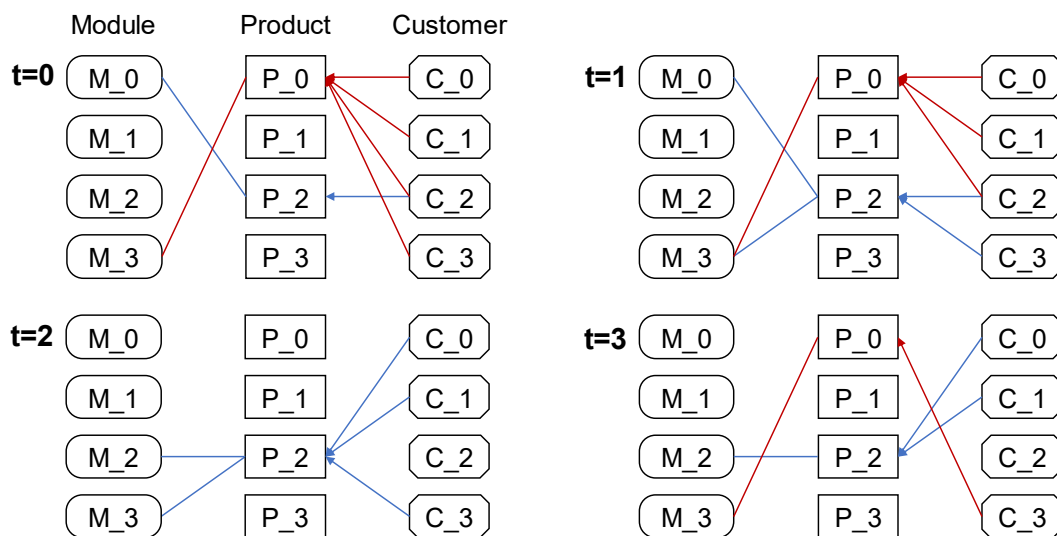 Module Product Customer
t=0 M_0 P_0 C_0
M_1 P_1 C_1
M_2 P_2 C_2
M_3 P_3 C_3
t=1 M_0 P_0 C_0
M_1 P_1 C_1
M_2 P_2 C_2
M_3 P_3 C_3
t=2 M_0 P_0 C_0
M_1 P_1 C_1
M_2 P_2 C_2
M_3 P_3 C_3
t=3 M_0 P_0 C_0
M_1 P_1 C_1
M_2 P_2 C_2
M_3 P_3 C_3